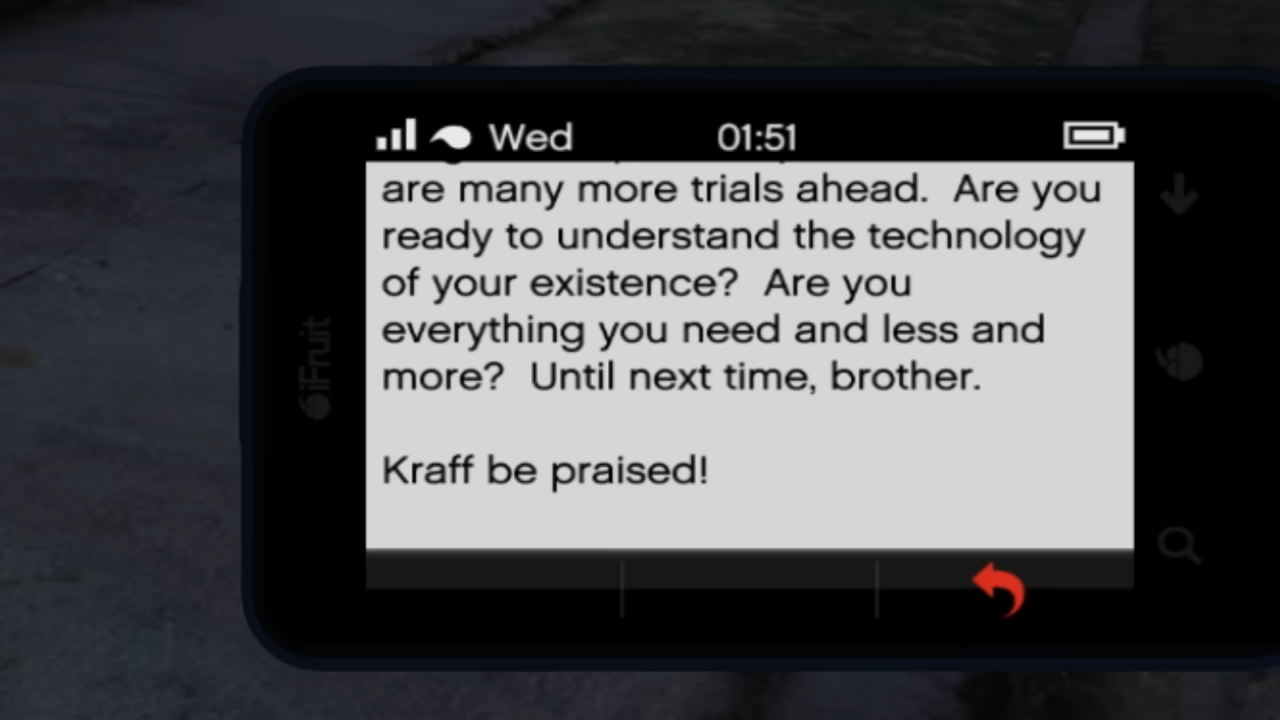 Wed 01:51
are many more trials ahead.  Are you
ready to understand the technology
of your existence?  Are you
everything you need and less and
more?  Until next time, brother.
Kraff be praised!
iFruit